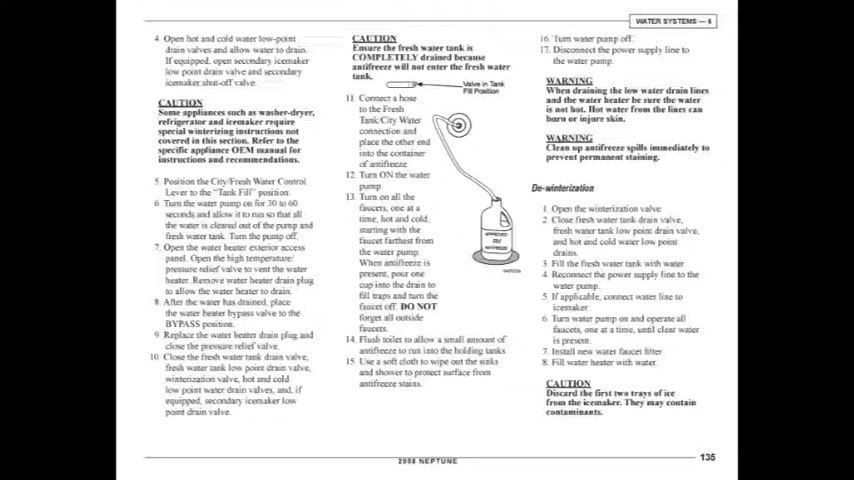 WATER SYSTEMS — 6
4. Open hot and cold water low-point
drain valves and allow water to drain.
If equipped, open secondary icemaker
low point drain valve and secondary
icemaker shut-off valve.
CAUTION
Some appliances such as washer-dryer,
refrigerator and icemaker require
special winterizing instructions not
covered in this section. Refer to the
specific appliance OEM manual for
instructions and recommendations.
5. Position the City/Fresh Water Control
Lever to the "Tank Fill" position.
6. Turn the water pump on for 30 to 60
seconds and allow it to run so that all
the water is cleared out of the pump and
fresh water tank. Turn the pump off.
7. Open the water heater exterior access
panel. Open the high temperature/
pressure relief valve to vent the water
heater. Remove water heater drain plug
to allow the water heater to drain.
8. After the water has drained, place
the water heater bypass valve to the
BYPASS position.
9. Replace the water heater drain plug and
close the pressure relief valve.
10. Close the fresh water tank drain valve,
fresh water tank low point drain valve,
winterization valve, hot and cold
low point water drain valves, and, if
equipped, secondary icemaker low
point drain valve.
CAUTION
Ensure the fresh water tank is
COMPLETELY drained because
antifreeze will not enter the fresh water
tank.
Valve in Tank
Fill Position
11. Connect a hose
to the Fresh
Tank/City Water
connection and
place the other end
into the container
of antifreeze.
12. Turn ON the water
pump.
13. Turn on all the
faucets, one at a
time, hot and cold,
starting with the
faucet farthest from
the water pump.
When antifreeze is
present, pour one
cup into the drain to
fill traps and turn the
faucet off. DO NOT
forget all outside
faucets.
APPROVED
RV
ANTIFREEZE
14. Flush toilet to allow a small amount of
antifreeze to run into the holding tanks
15. Use a soft cloth to wipe out the sinks
and shower to protect surface from
antifreeze stains.
16. Turn water pump off.
17. Disconnect the power supply line to
the water pump.
WARNING
When draining the low water drain lines
and the water heater be sure the water is
not hot. Hot water from the lines can
burn or injure skin.
WARNING
Clean up antifreeze spills immediately to
prevent permanent staining.
De-winterization
1. Open the winterization valve.
2. Close fresh water tank drain valve,
fresh water tank low point drain valve,
and hot and cold water low point
drains.
3. Fill the fresh water tank with water
4. Reconnect the power supply line to the
water pump.
5. If applicable, connect water line to
icemaker
6. Turn water pump on and operate all
faucets, one at a time, until clear water
is present.
7. Install new water faucet filter
8. Fill water heater with water.
CAUTION
Discard the first two trays of ice
from the icemaker. They may contain
contaminants.
2008 NEPTUNE
135